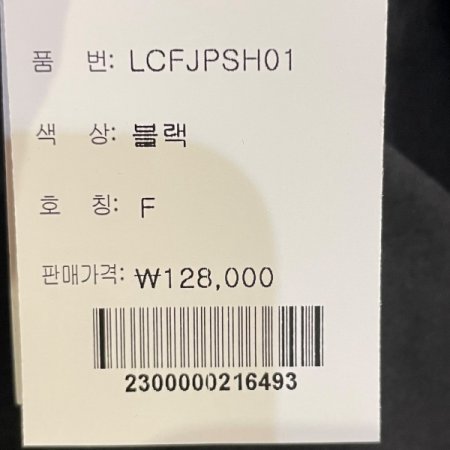 품 번: LCFJPSH01
색 상: 블랙
호 칭: F
판매가격: ₩128,000
2300000216493